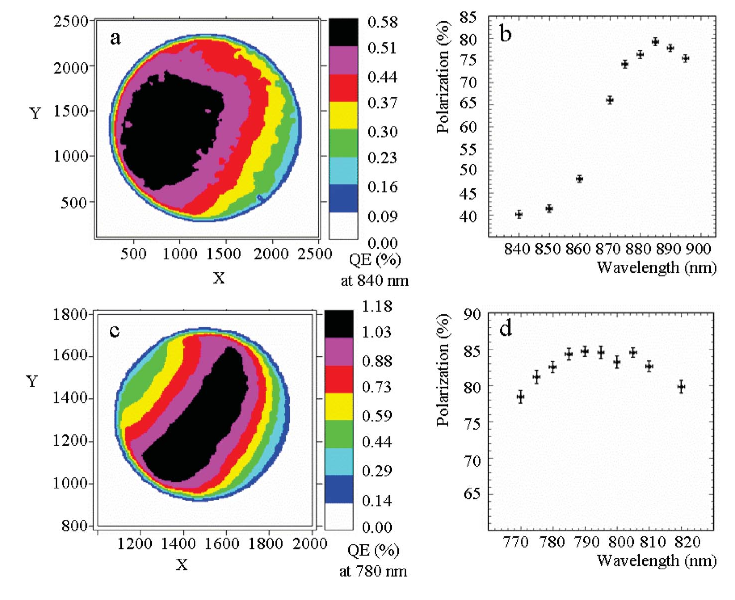 a
2500
2000
1500
1000
500
Y
500 1000 1500 2000 2500
X
0.58
0.51
0.44
0.37
0.30
0.23
0.16
0.09
0.00
QE (%)
at 840 nm
b
Polarization (%)
85
80
75
70
65
60
55
50
45
40
840 850 860 870 880 890 900
Wavelength (nm)
c
1800
1600
1400
1200
1000
800
Y
1200 1400 1600 1800 2000
X
1.18
1.03
0.88
0.73
0.59
0.44
0.29
0.14
0.00
QE (%)
at 780 nm
d
Polarization (%)
90
85
80
75
70
65
770 780 790 800 810 820
Wavelength (nm)